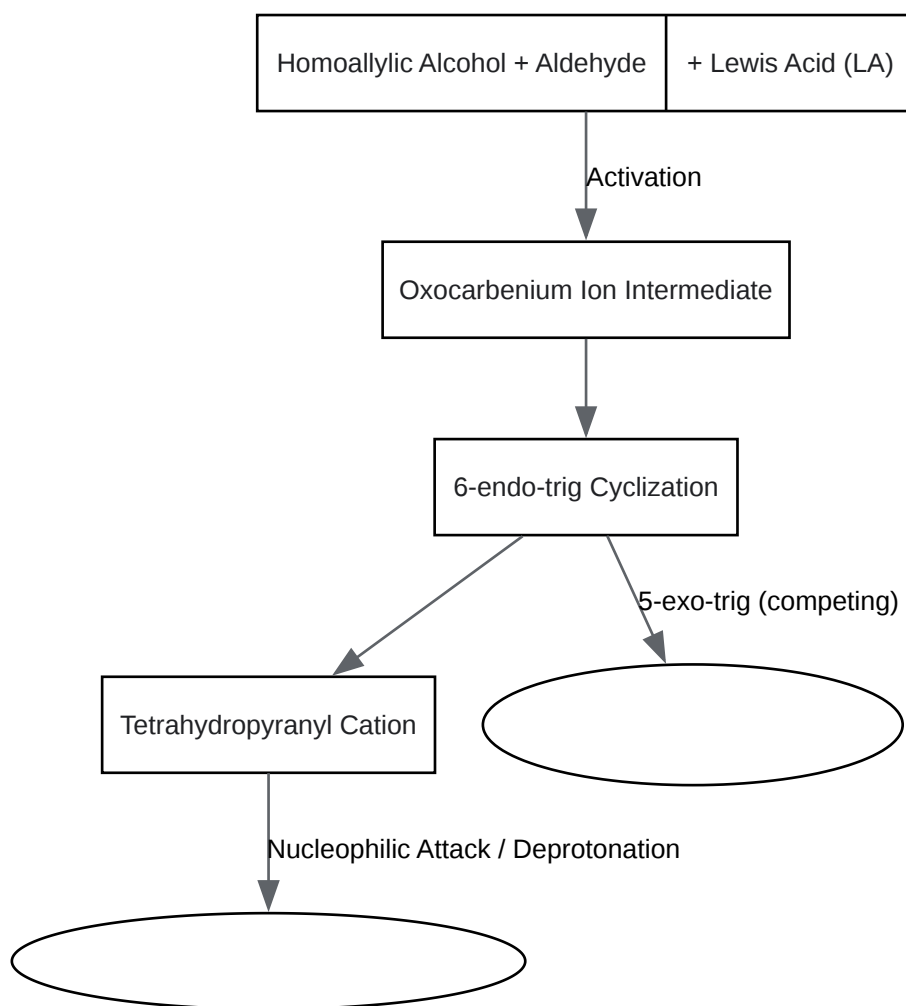 Homoallylic Alcohol + Aldehyde
+ Lewis Acid (LA)
Activation
Oxocarbenium Ion Intermediate
6-endo-trig Cyclization
5-exo-trig (competing)
Tetrahydropyranyl Cation
Nucleophilic Attack / Deprotonation